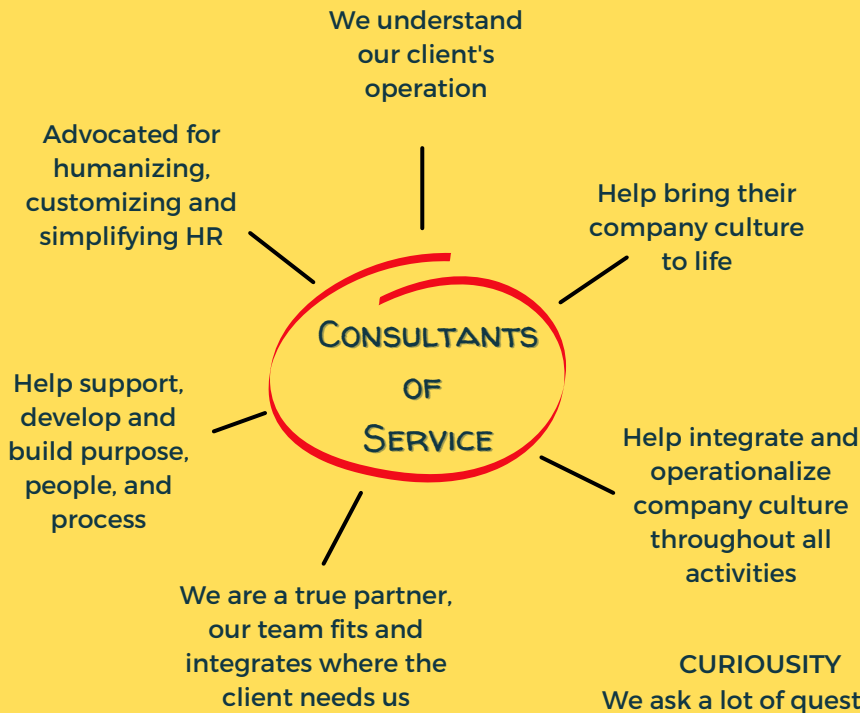 We understand
our client's
operation
Advocated for
humanizing,
customizing and
simplifying HR
Help bring their
company culture
to life
CONSULTANTS
OF
SERVICE
Help support,
develop and
build purpose,
people, and
process
Help integrate and
operationalize
company culture
throughout all
activities
We are a true partner,
our team fits and
integrates where the
client needs us
CURIOUSITY
We ask a lot of quest